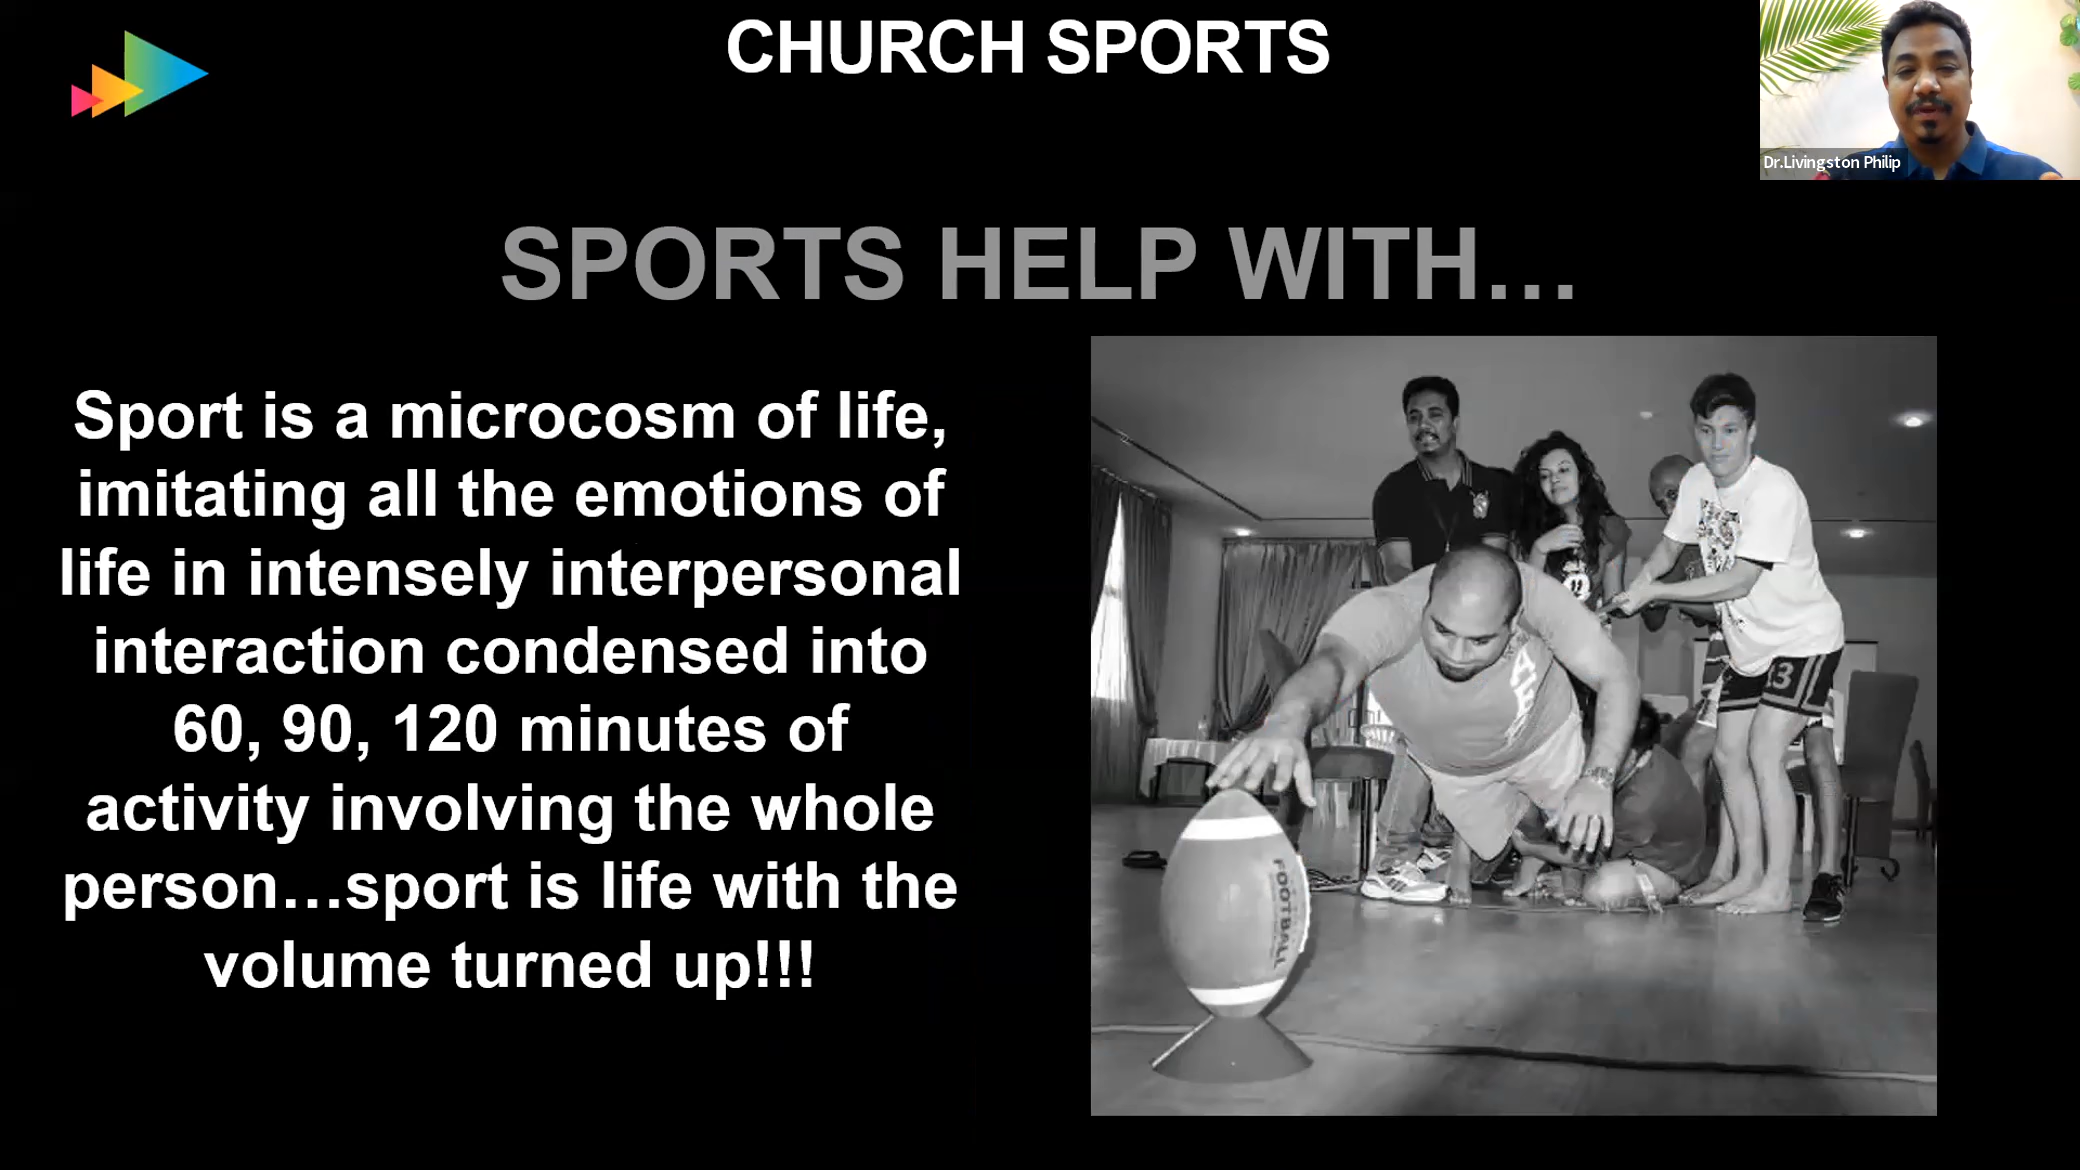 CHURCH SPORTS
Dr.Livingston Philip
SPORTS HELP WITH...
Sport is a microcosm of life,
imitating all the emotions of
life in intensely interpersonal
interaction condensed into
60, 90, 120 minutes of
activity involving the whole
person...sport is life with the
volume turned up!!!
13
FOOTBALL